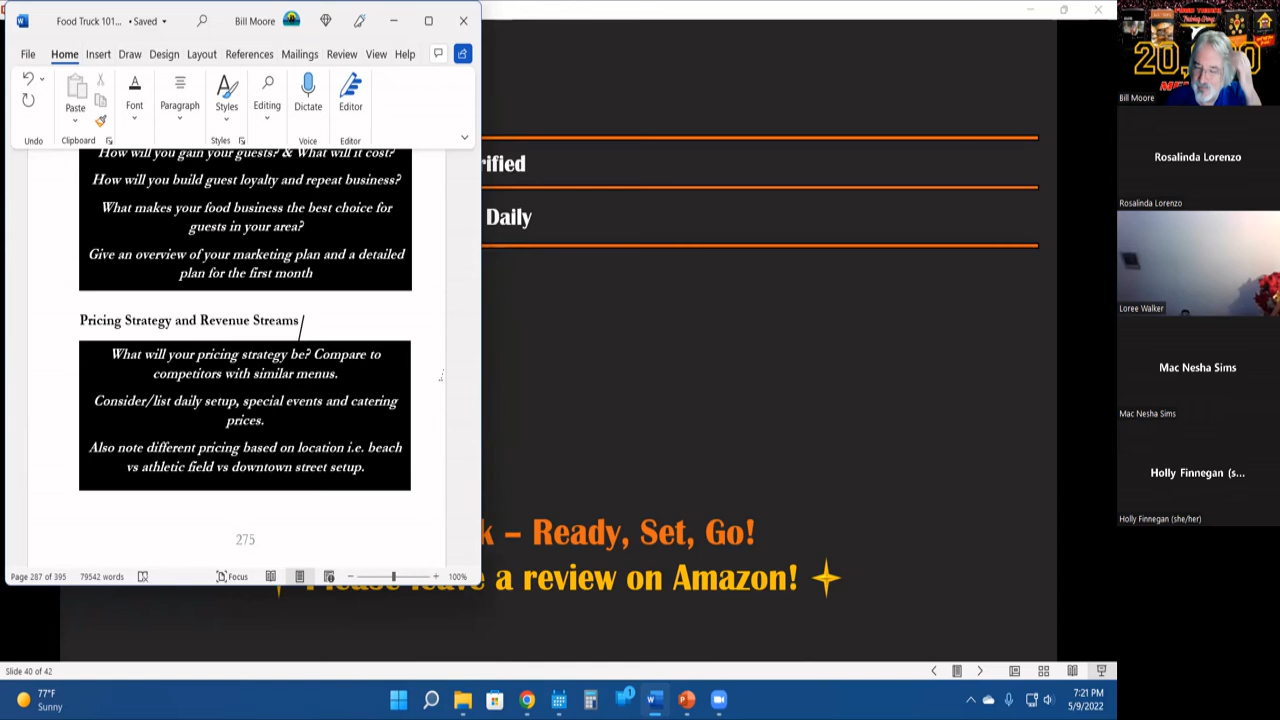 Food Truck 101... • Saved
Bill Moore
File Home Insert Draw Design Layout References Mailings Review View Help
Paste
Font
Paragraph
Styles
Editing
Dictate
Editor
Undo
Clipboard
Styles
Voice
Editor
How will you gain your guests? & What will it cost?
How will you build guest loyalty and repeat business?
What makes your food business the best choice for
guests in your area?
Give an overview of your marketing plan and a detailed
plan for the first month
Pricing Strategy and Revenue Streams
What will your pricing strategy be? Compare to
competitors with similar menus.
Consider/list daily setup, special events and catering
prices.
Also note different pricing based on location i.e. beach
vs athletic field vs downtown street setup.
275
Page 287 of 395 79542 words
Focus
100%
rified
Daily
k – Ready, Set, Go!
Please leave a review on Amazon!
Slide 40 of 42
77°F
Sunny
1
7:21 PM
5/9/2022
Bill Moore
Rosalinda Lorenzo
Rosalinda Lorenzo
Loree Walker
Mac Nesha Sims
Mac Nesha Sims
Holly Finnegan (s...
Holly Finnegan (she/her)